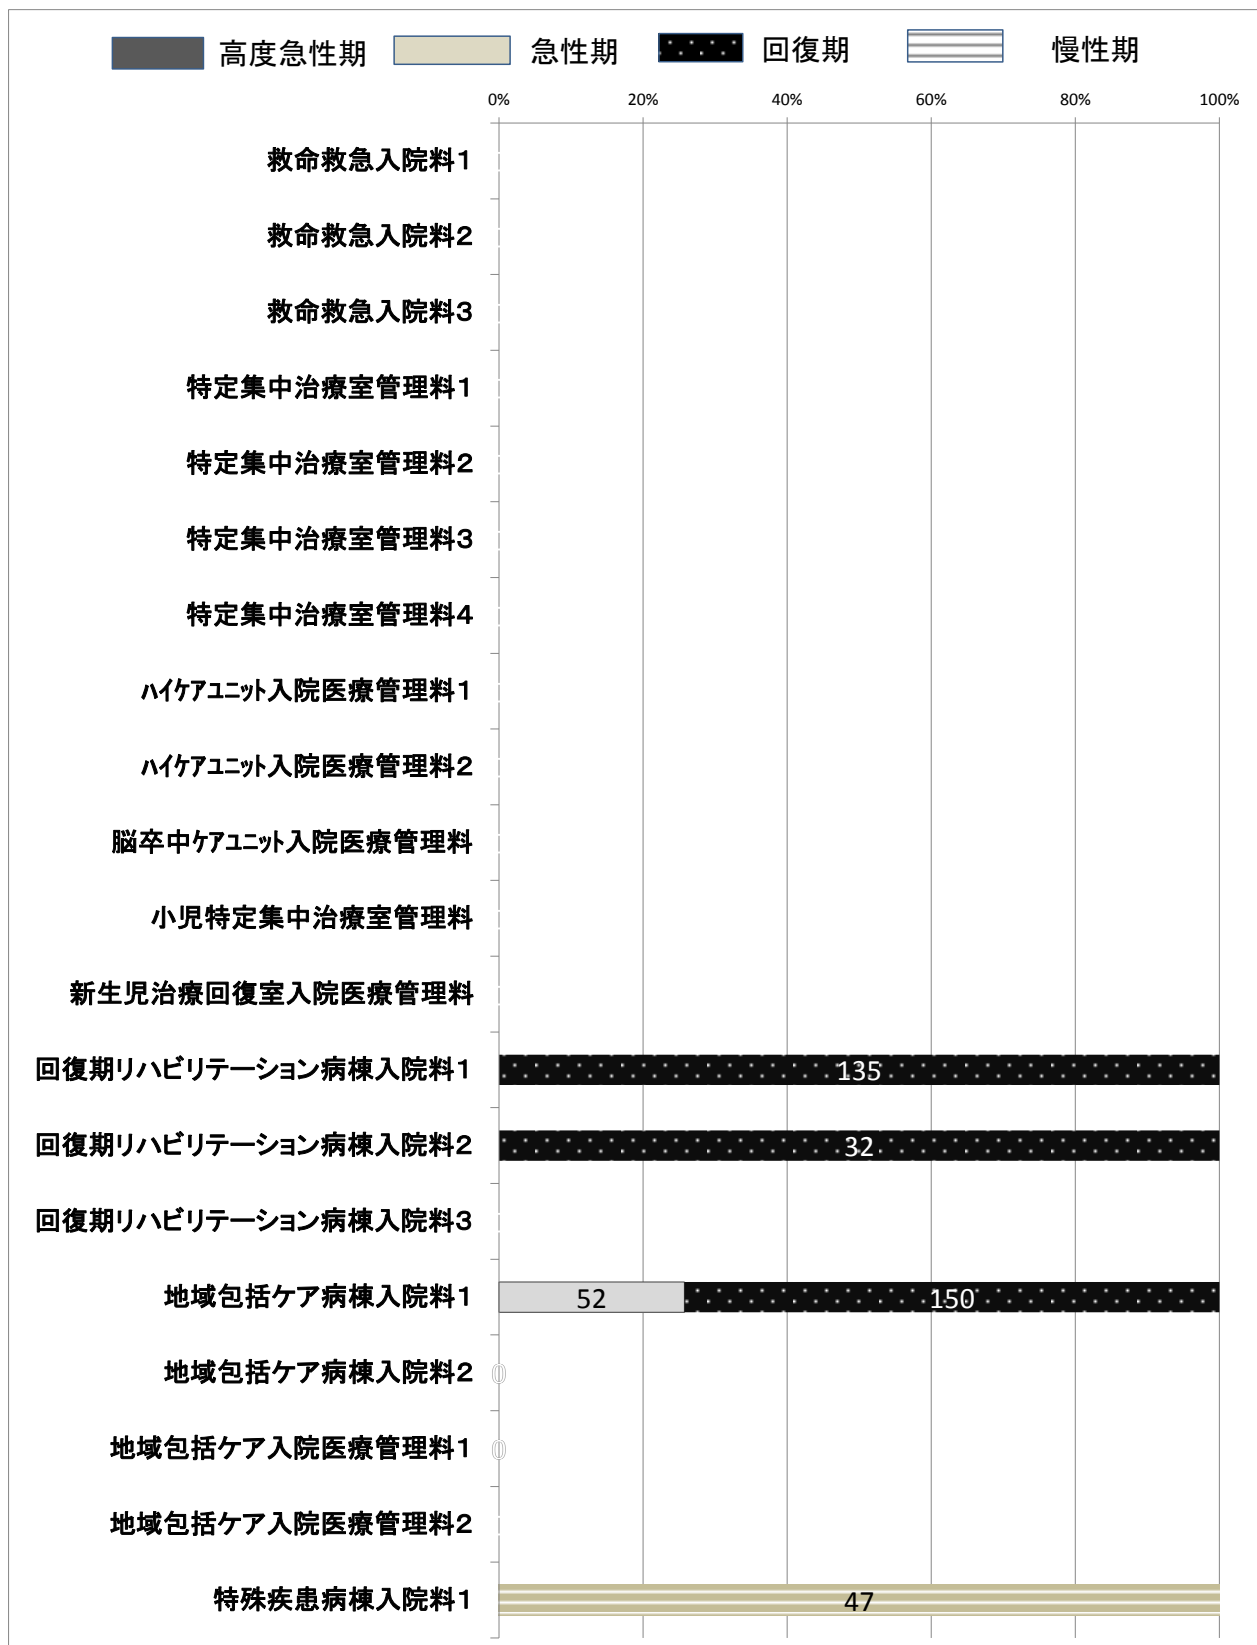 高度急性期 急性期 回復期 慢性期
0% 20% 40% 60% 80% 100%
救命救急入院料1
救命救急入院料2
救命救急入院料3
特定集中治療室管理料1
特定集中治療室管理料2
特定集中治療室管理料3
特定集中治療室管理料4
ﾊｲｹｱﾕﾆｯﾄ入院医療管理料1
ﾊｲｹｱﾕﾆｯﾄ入院医療管理料2
脳卒中ｹｱﾕﾆｯﾄ入院医療管理料
小児特定集中治療室管理料
新生児治療回復室入院医療管理料
回復期リハビリテーション病棟入院料1 135
回復期リハビリテーション病棟入院料2 32
回復期リハビリテーション病棟入院料3
地域包括ケア病棟入院料1 52 150
地域包括ケア病棟入院料2 0
地域包括ケア入院医療管理料1 0
地域包括ケア入院医療管理料2
特殊疾患病棟入院料1 47